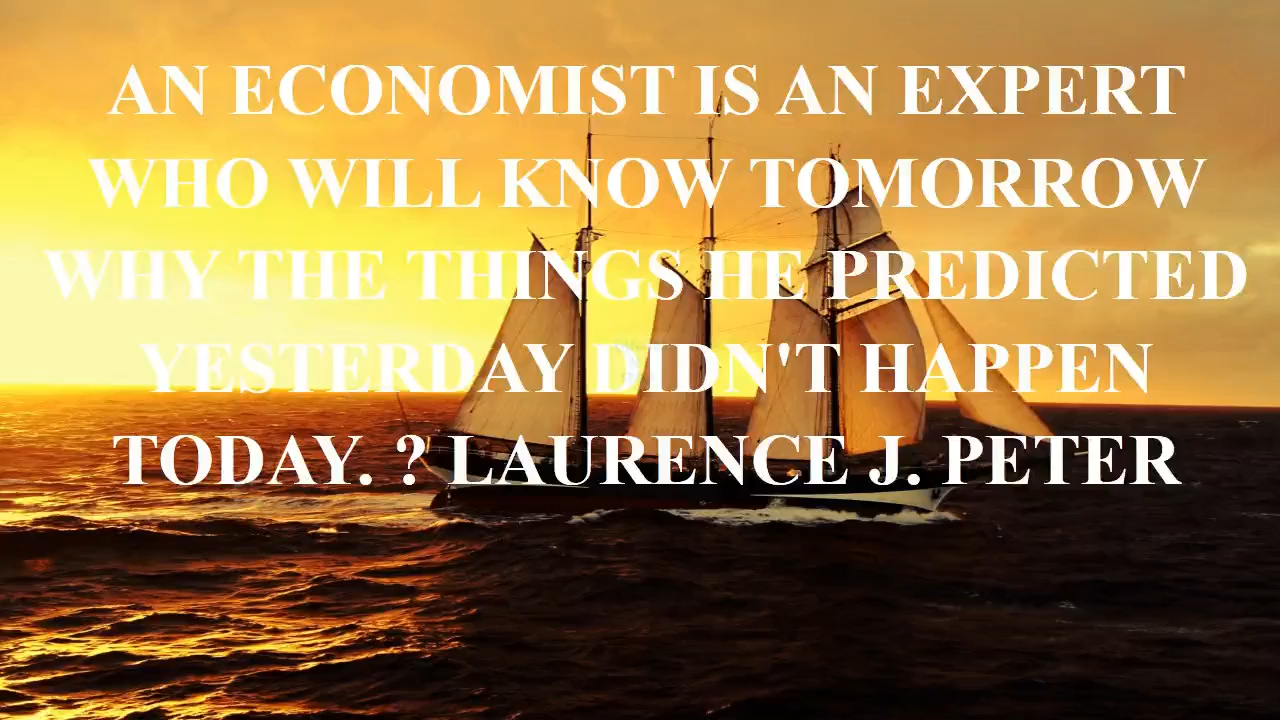 AN ECONOMIST IS AN EXPERT
WHO WILL KNOW TOMORROW
WHY THE THINGS HE PREDICTED
YESTERDAY DIDN'T HAPPEN
TODAY. ? LAURENCE J. PETER